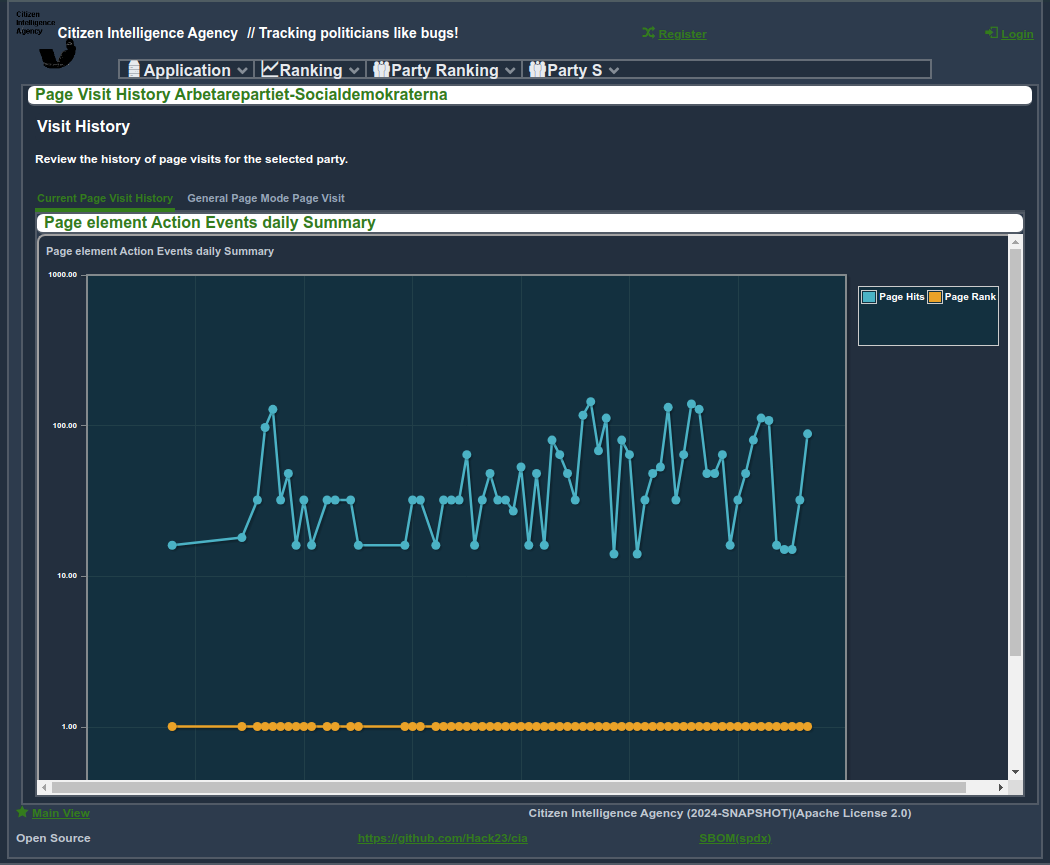 Citizen
Intelligence
Agency
Citizen Intelligence Agency // Tracking politicians like bugs!
Register
Login
Application Ranking Party Ranking Party S
Page Visit History Arbetarepartiet-Socialdemokraterna
Visit History
Review the history of page visits for the selected party.
Current Page Visit History General Page Mode Page Visit
Page element Action Events daily Summary
Page element Action Events daily Summary
1000.00
Page Hits Page Rank
100.00
10.00
1.00
Main View
Citizen Intelligence Agency (2024-SNAPSHOT)(Apache License 2.0)
Open Source
https://github.com/Hack23/cia
SBOM(spdx)